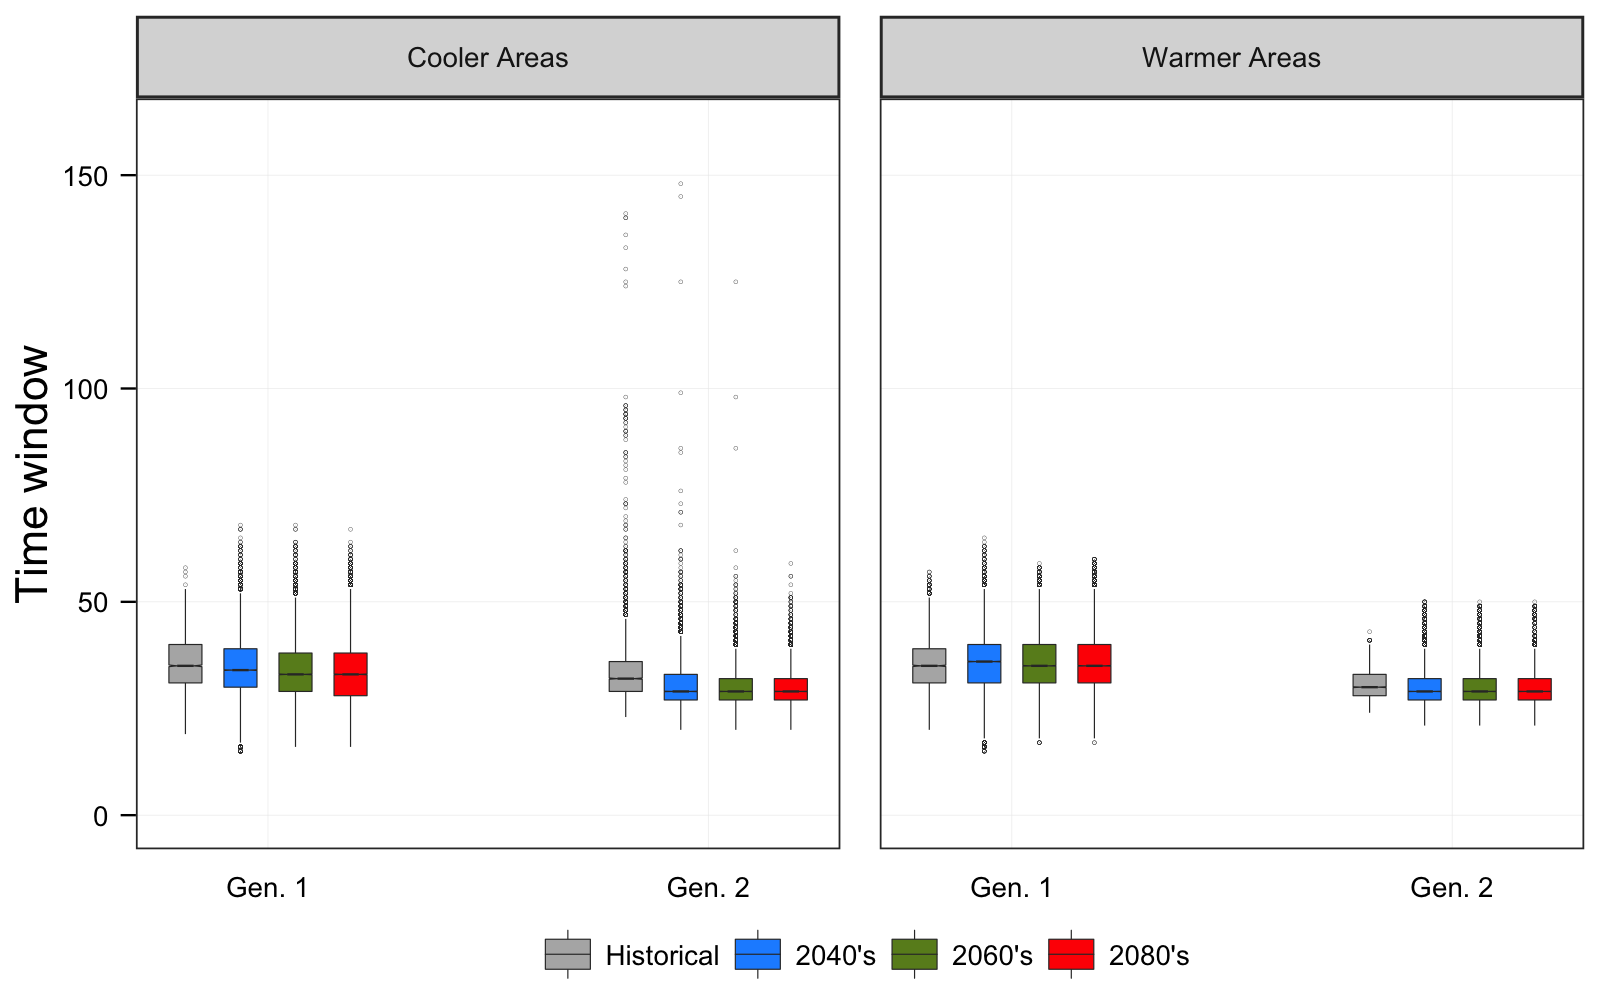 Cooler Areas
Warmer Areas
Time window
150
100
50
0
Gen. 1
Gen. 2
Gen. 1
Gen. 2
Historical
2040's
2060's
2080's